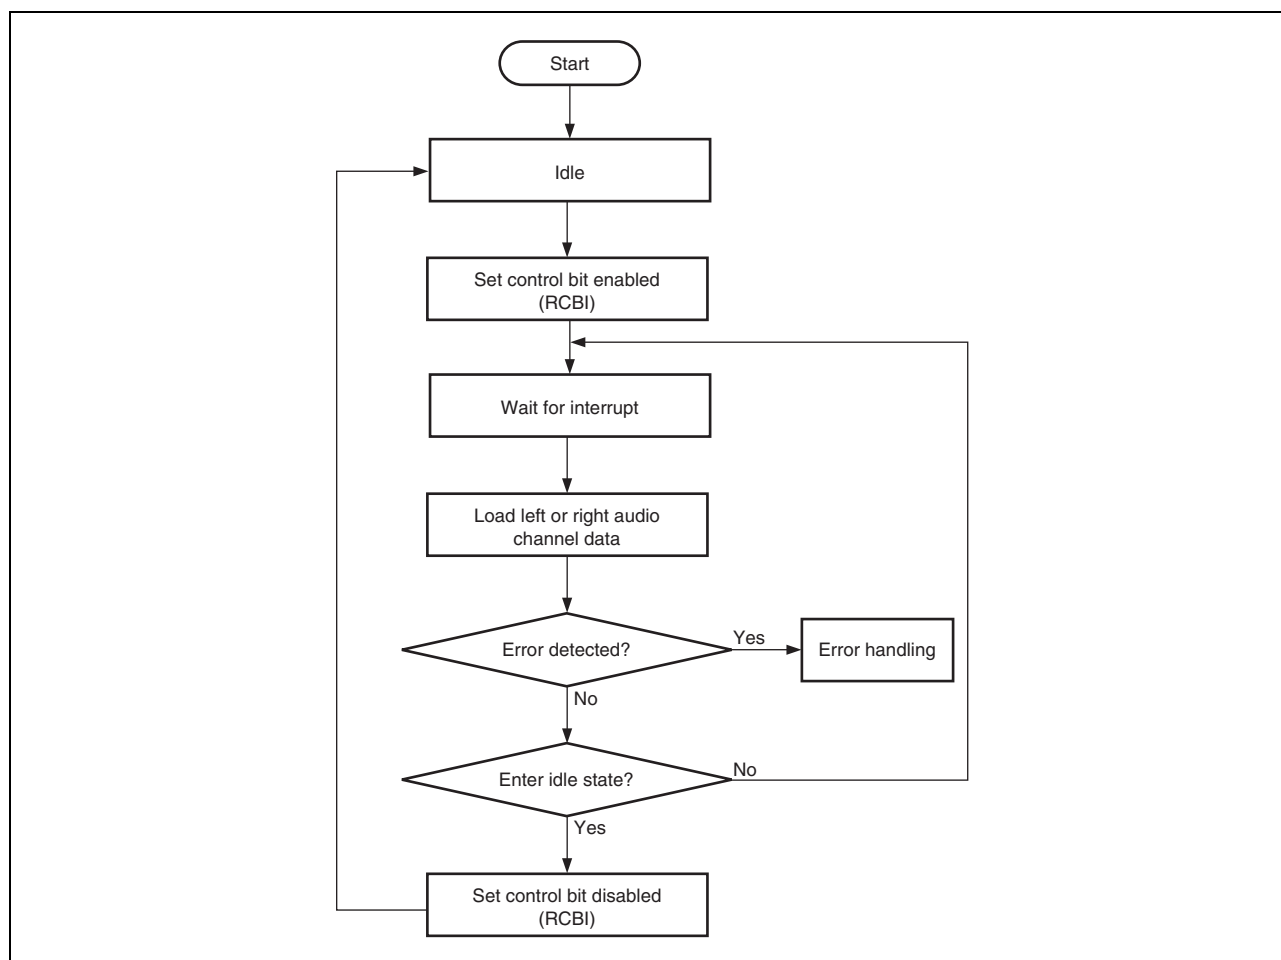 Start
Idle
Set control bit enabled
(RCBI)
Wait for interrupt
Load left or right audio
channel data
Error detected?
Yes
Error handling
No
Enter idle state?
No
Yes
Set control bit disabled
(RCBI)